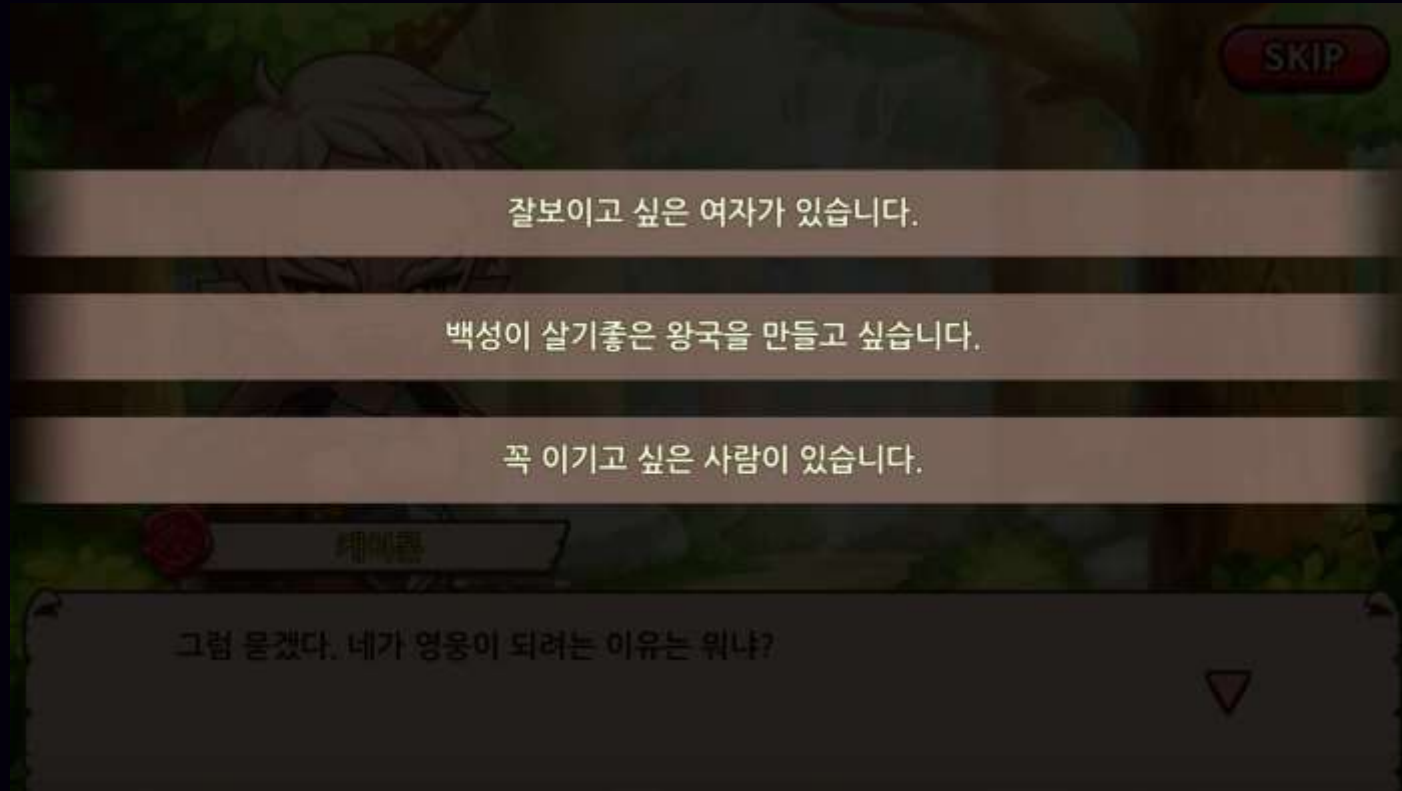 SKIP
잘보이고 싶은 여자가 있습니다.
백성이 살기좋은 왕국을 만들고 싶습니다.
꼭 이기고 싶은 사람이 있습니다.
그럼 묻겠다. 네가 영웅이 되려는 이유는 뭐냐?